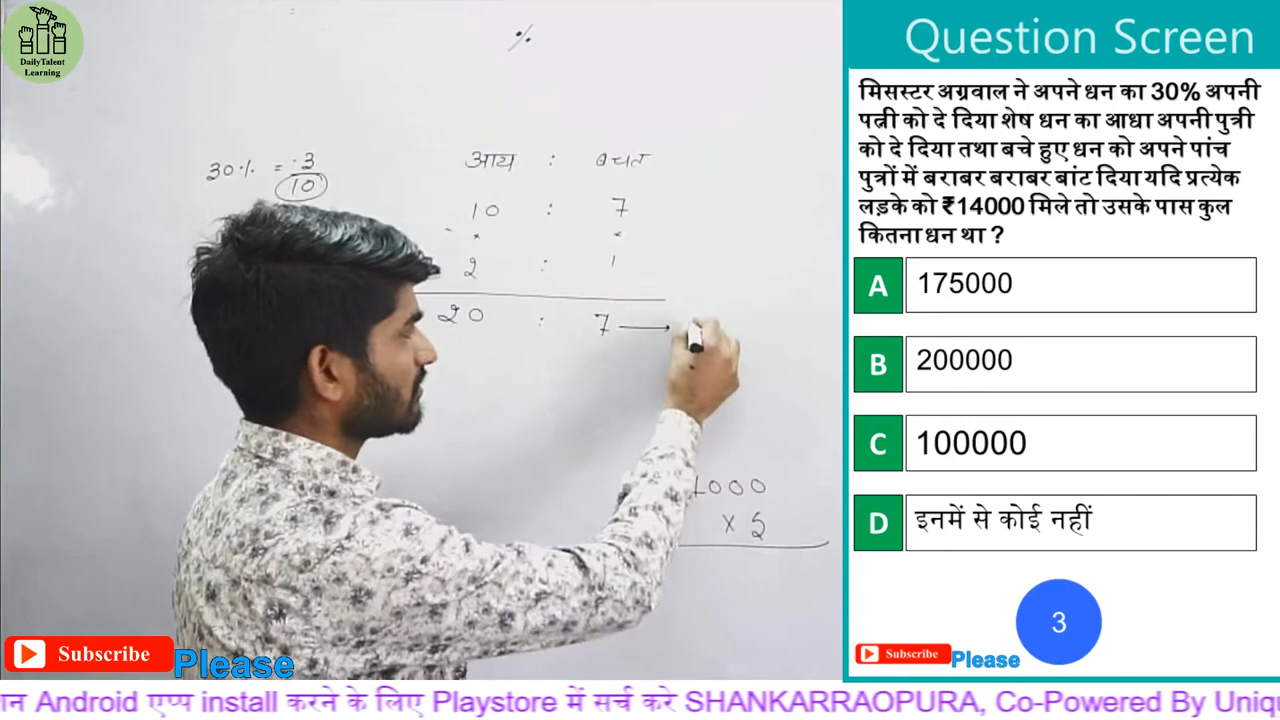 DailyTalent
Learning
%
30% = 3
10
आय : बचत
10 : 7
× ×
2 : 1
20 : 7
000
× 5
Subscribe Please
Question Screen
मिसस्टर अग्रवाल ने अपने धन का 30% अपनी
पत्नी को दे दिया शेष धन का आधा अपनी पुत्री
को दे दिया तथा बचे हुए धन को अपने पांच
पुत्रों में बराबर बराबर बांट दिया यदि प्रत्येक
लड़के को ₹14000 मिले तो उसके पास कुल
कितना धन था ?
A 175000
B 200000
C 100000
D इनमें से कोई नहीं
3
Subscribe Please
न Android एप्प install करने के लिए Playstore में सर्च करे SHANKARRAOPURA, Co-Powered By Uniq